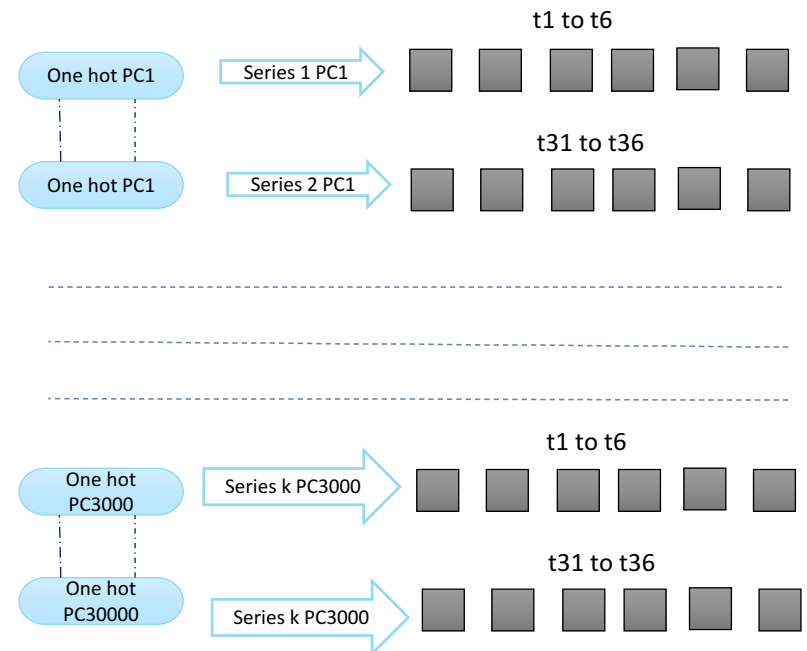 t1 to t6
One hot PC1
Series 1 PC1
t31 to t36
One hot PC1
Series 2 PC1
t1 to t6
One hot
PC3000
Series k PC3000
t31 to t36
One hot
PC30000
Series k PC3000